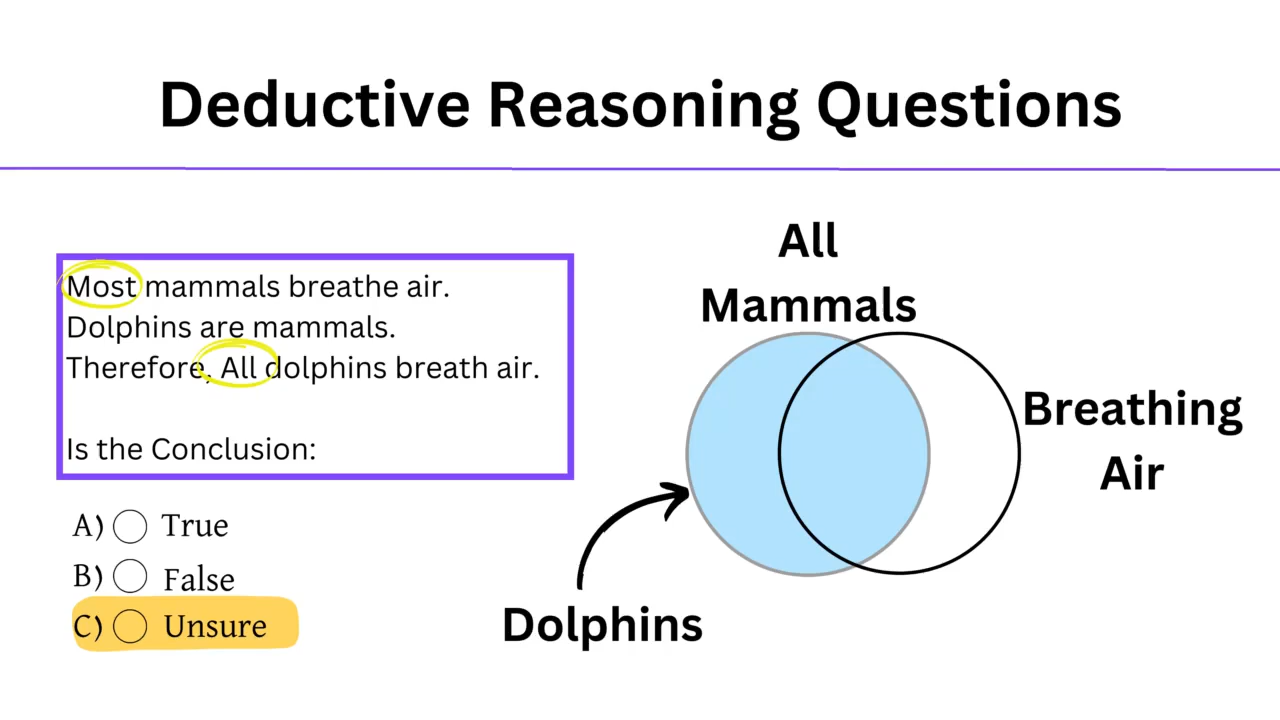 Deductive Reasoning Questions
Most mammals breathe air.
Dolphins are mammals.
Therefore, All dolphins breath air.
Is the Conclusion:
A) True
B) False
C) Unsure
All
Mammals
Breathing
Air
Dolphins